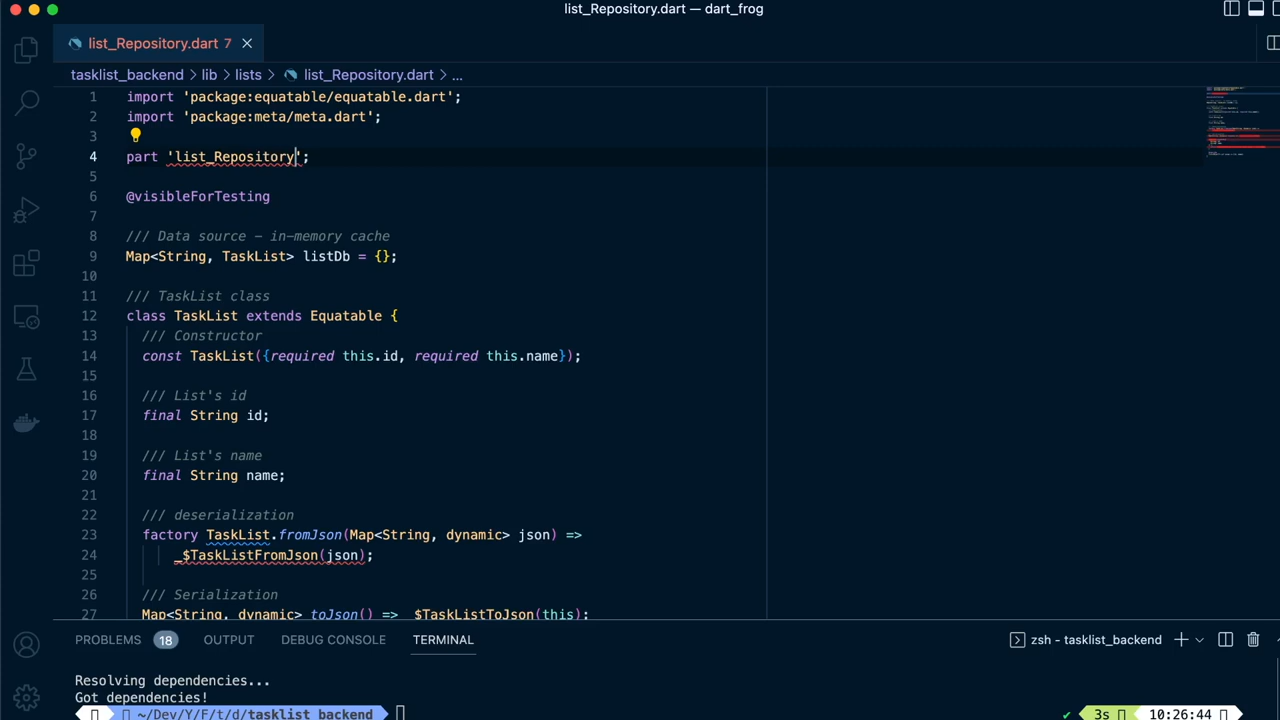 list_Repository.dart — dart_frog
list_Repository.dart 7
tasklist_backend > lib > lists > list_Repository.dart > ...
1 import 'package:equatable/equatable.dart';
2 import 'package:meta/meta.dart';
3
4 part 'list_Repository';
5
6 @visibleForTesting
7
8 /// Data source – in-memory cache
9 Map<String, TaskList> listDb = {};
10
11 /// TaskList class
12 class TaskList extends Equatable {
13 /// Constructor
14 const TaskList({required this.id, required this.name});
15
16 /// List's id
17 final String id;
18
19 /// List's name
20 final String name;
21
22 /// deserialization
23 factory TaskList.fromJson(Map<String, dynamic> json) =>
24 _$TaskListFromJson(json);
25
26 /// Serialization
27 Map<String, dynamic> toJson() => _$TaskListToJson(this);
PROBLEMS 18 OUTPUT DEBUG CONSOLE TERMINAL zsh - tasklist_backend
Resolving dependencies...
Got dependencies!
~/Dev/Y/F/t/d/tasklist_backend 3s 10:26:44